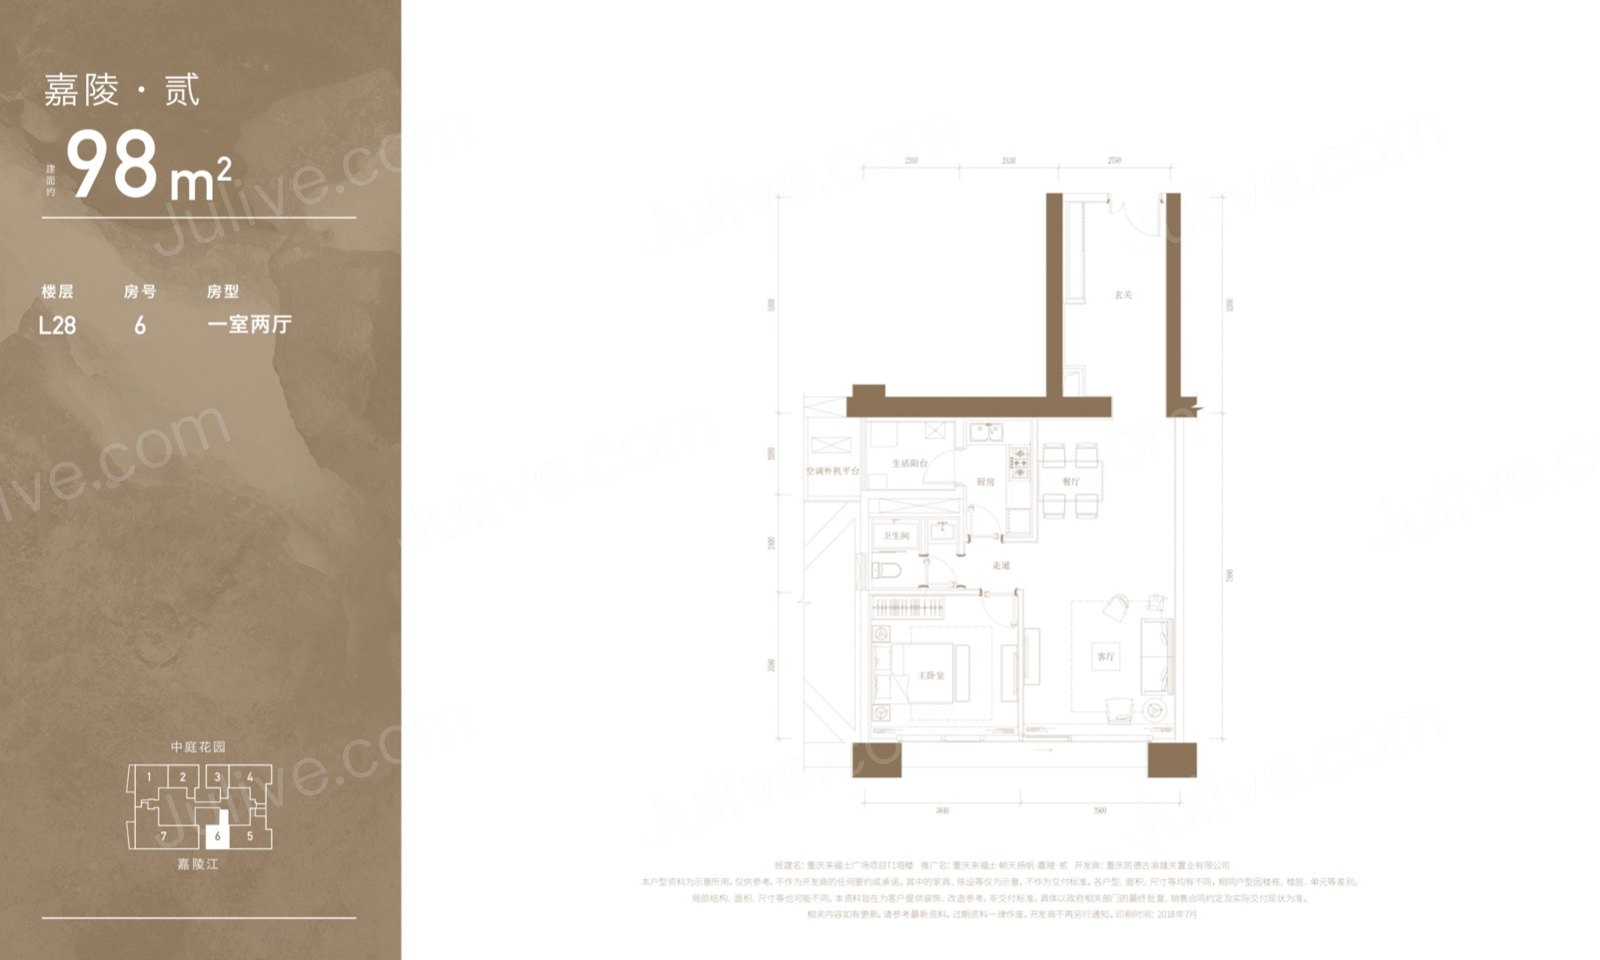 嘉陵·贰
建面约 98m²
楼层 房号 房型
L28 6 一室两厅
中庭花园
1 2 3 4
7 6 5
嘉陵江
2750
玄关
空调外机平台
生活阳台
厨房
餐厅
卫生间
走道
主卧室
客厅
报建名：重庆来福士广场项目T1塔楼 推广名：重庆来福士·朝天扬帆·嘉陵·贰 开发商：重庆凯德古渝雄关置业有限公司
本户型资料为示意所用，仅供参考，不作为开发商的任何要约或承诺。其中的家具、陈设等仅为示意，不作为交付标准。各户型、面积、尺寸等均有不同，相同户型因楼栋、楼层、单元等差别，
局部结构、面积、尺寸等也可能不同，本资料旨在为客户提供装饰、改造参考，非交付标准，具体以政府相关部门的最终批复、销售合同约定及实际交付现状为准。
相关内容如有更新，请参考最新资料，过期资料一律作废，开发商不再另行通知。印刷时间：2018年7月
Julive.com